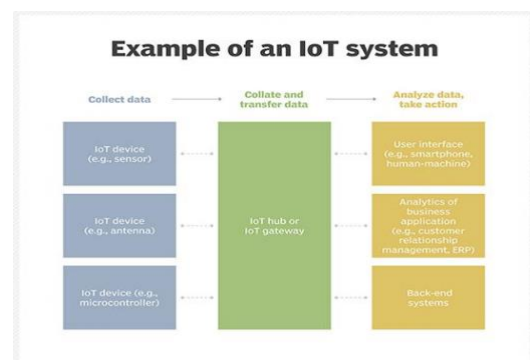 Example of an IoT system
Collect data
Collate and
transfer data
Analyze data,
take action
IoT device
(e.g., sensor)
IoT device
(e.g., antenna)
IoT device (e.g.,
microcontroller)
IoT hub or
IoT gateway
User interface
(e.g., smartphone,
human-machine)
Analytics of
business
application
(e.g., customer
relationship
management, ERP)
Back-end
systems